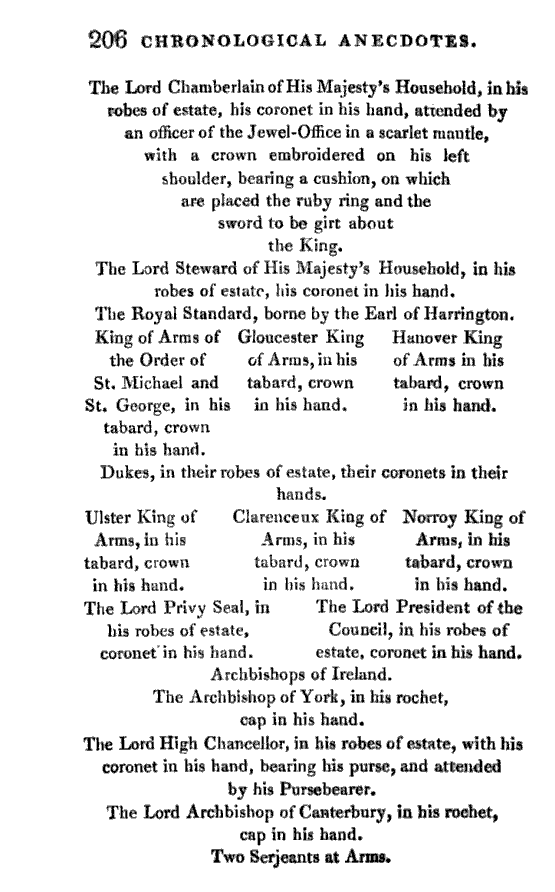 206 CHRONOLOGICAL ANECDOTES.
The Lord Chamberlain of His Majesty's Household, in his
robes of estate, his coronet in his hand, attended by
an officer of the Jewel-Office in a scarlet mantle,
with a crown embroidered on his left
shoulder, bearing a cushion, on which
are placed the ruby ring and the
sword to be girt about
the King.
The Lord Steward of His Majesty's Household, in his
robes of estate, his coronet in his hand.
The Royal Standard, borne by the Earl of Harrington.
King of Arms of
the Order of
St. Michael and
St. George, in his
tabard, crown
in his hand.
Gloucester King
of Arms, in his
tabard, crown
in his hand.
Hanover King
of Arms in his
tabard, crown
in his hand.
Dukes, in their robes of estate, their coronets in their
hands.
Ulster King of
Arms, in his
tabard, crown
in his hand.
Clarenceux King of
Arms, in his
tabard, crown
in his hand.
Norroy King of
Arms, in his
tabard, crown
in his hand.
The Lord Privy Seal, in
his robes of estate,
coronet in his hand.
The Lord President of the
Council, in his robes of
estate, coronet in his hand.
Archbishops of Ireland.
The Archbishop of York, in his rochet,
cap in his hand.
The Lord High Chancellor, in his robes of estate, with his
coronet in his hand, bearing his purse, and attended
by his Pursebearer.
The Lord Archbishop of Canterbury, in his rochet,
cap in his hand.
Two Serjeants at Arms.